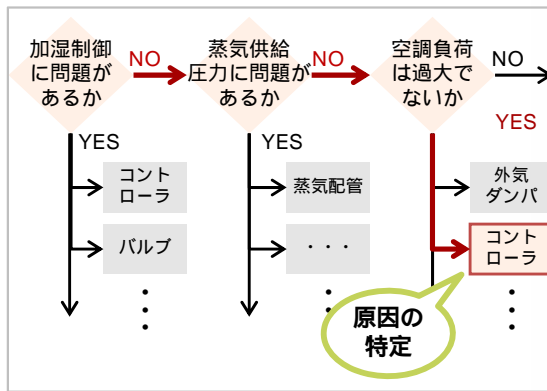 加湿制御
に問題が
あるか
NO
蒸気供給
圧力に問題が
あるか
NO
空調負荷
は過大で
ないか
NO
YES
YES
YES
コント
ローラ
バルブ
蒸気配管
・・・
外気
ダンパ
コント
ローラ
原因の
特定